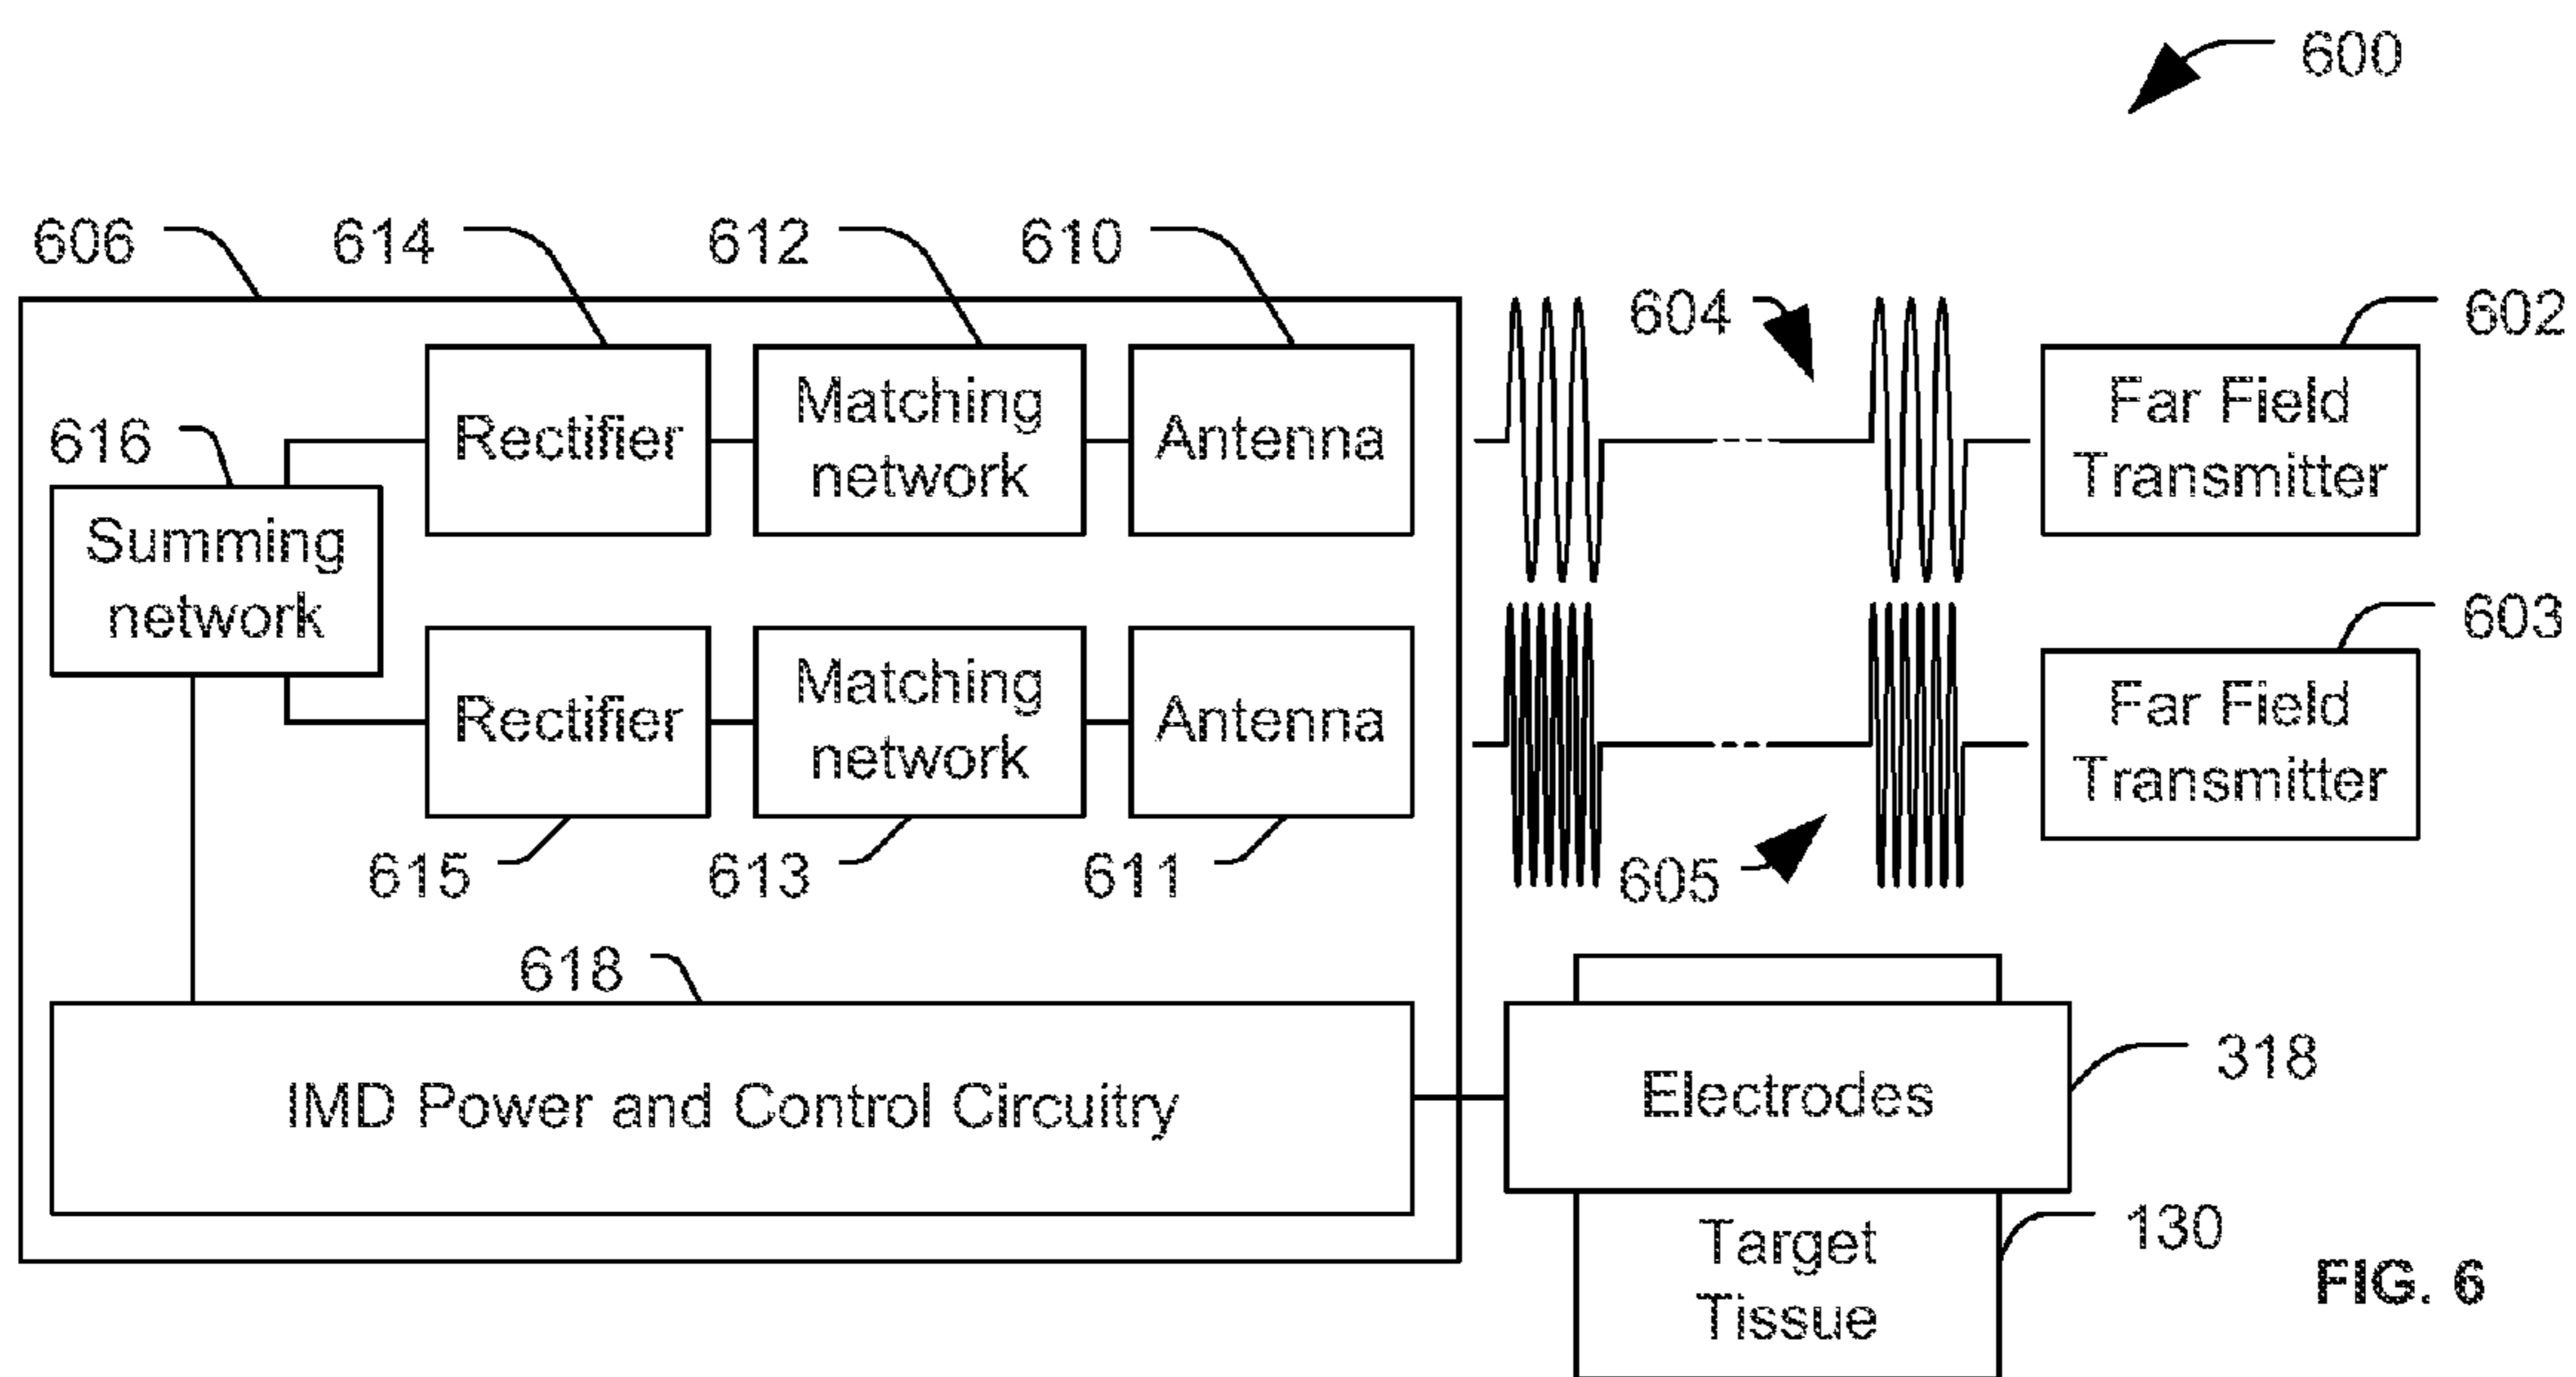 600
606
614
612
610
604
602
Rectifier
Matching
network
Antenna
Far Field
Transmitter
616
Summing
network
603
Rectifier
Matching
network
Antenna
Far Field
Transmitter
615
613
611
605
618
IMD Power and Control Circuitry
Electrodes
318
Target
Tissue
130
FIG. 6